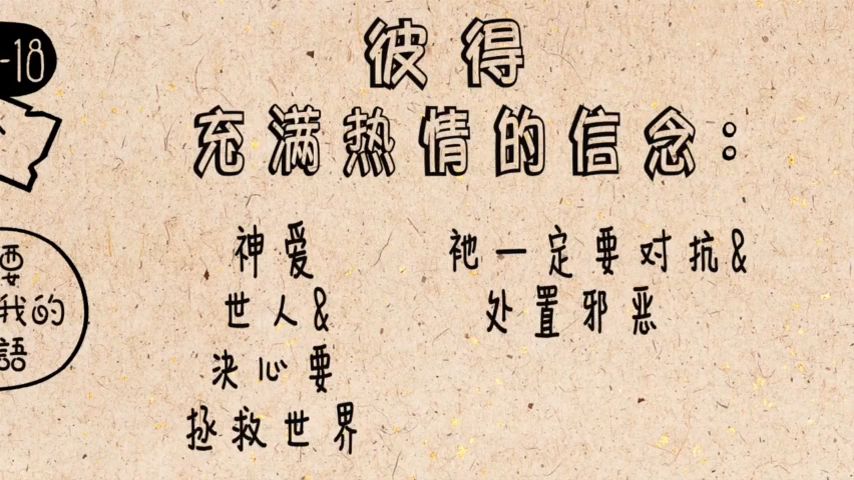 -18
彼得
充满热情的信念：
神爱
世人&
決心要
拯救世界
祂一定要对抗&
处置邪恶
要
我的
語